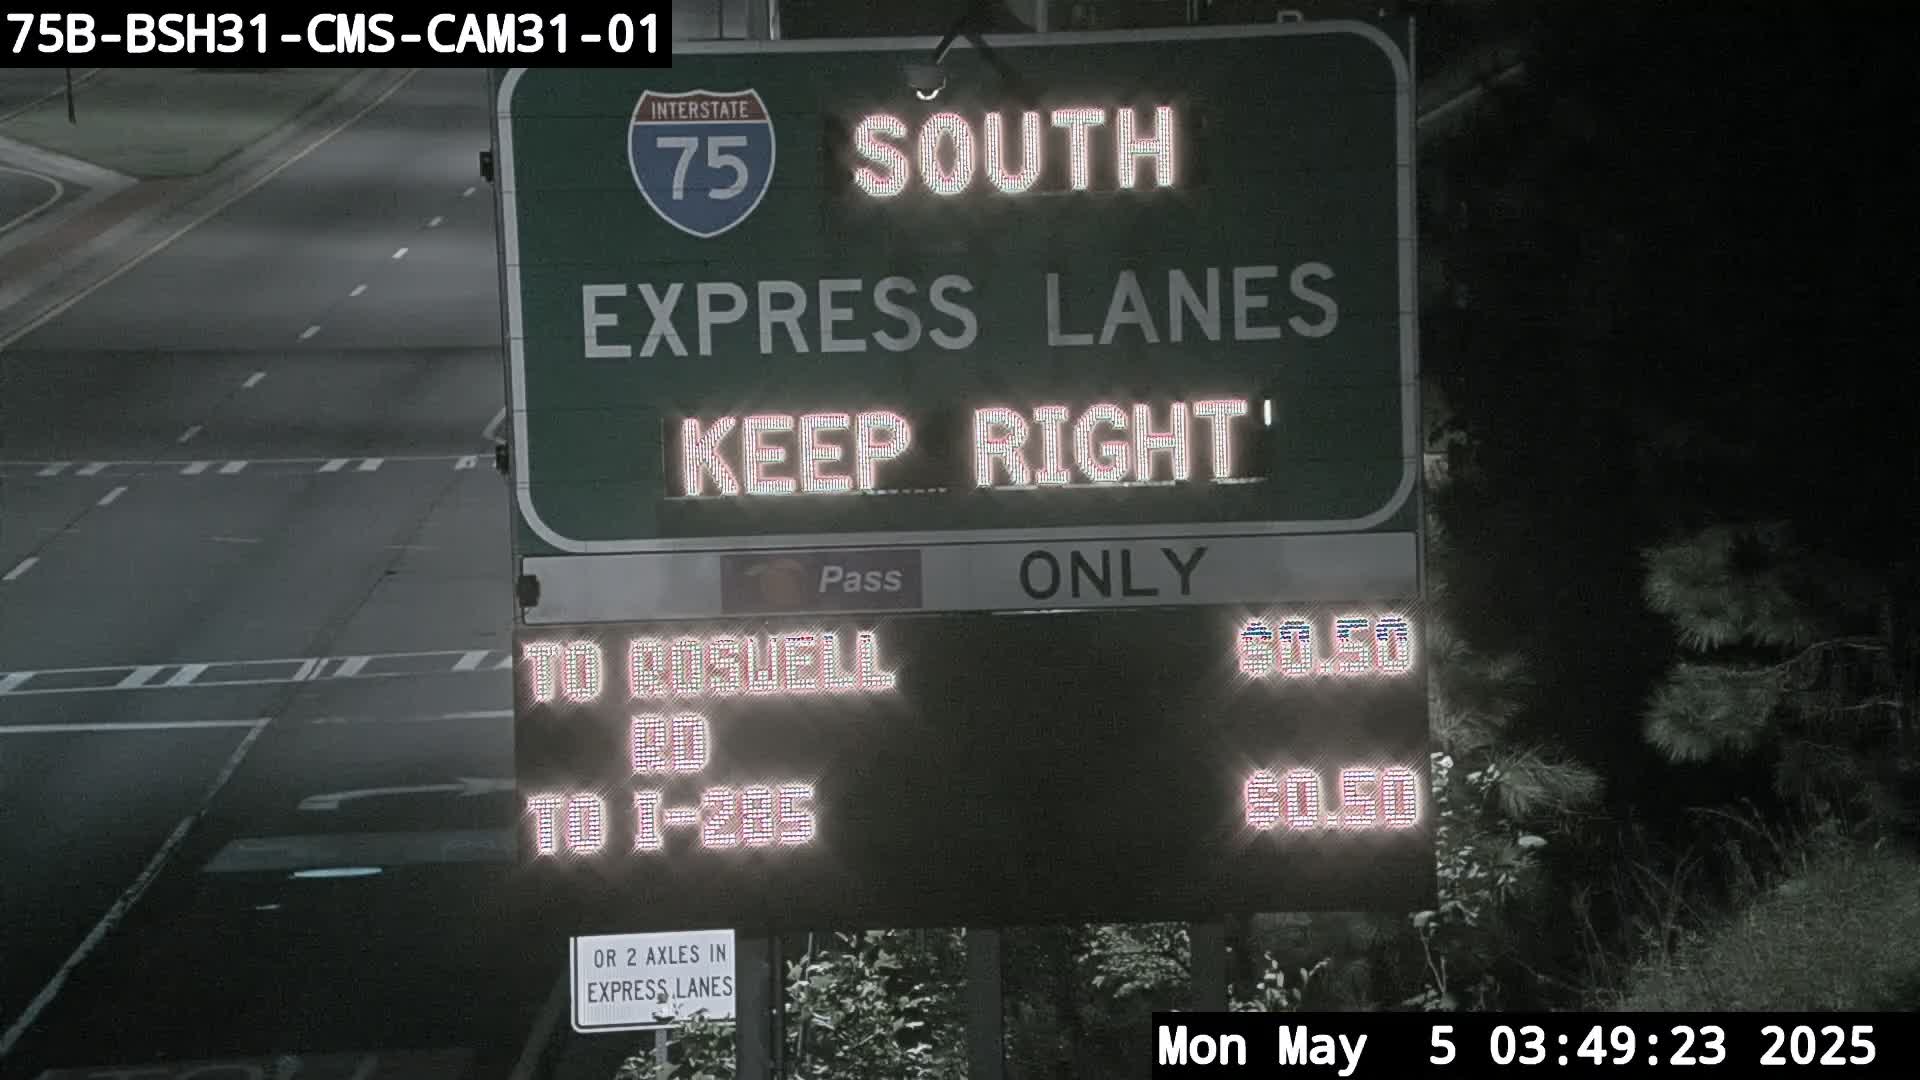 75B-BSH31-CMS-CAM31-01
INTERSTATE
75
SOUTH
EXPRESS LANES
KEEP RIGHT
Pass ONLY
TO ROSWELL $0.50
RD
TO I-285 $0.50
OR 2 AXLES IN
EXPRESS LANES
Mon May 5 03:49:23 2025